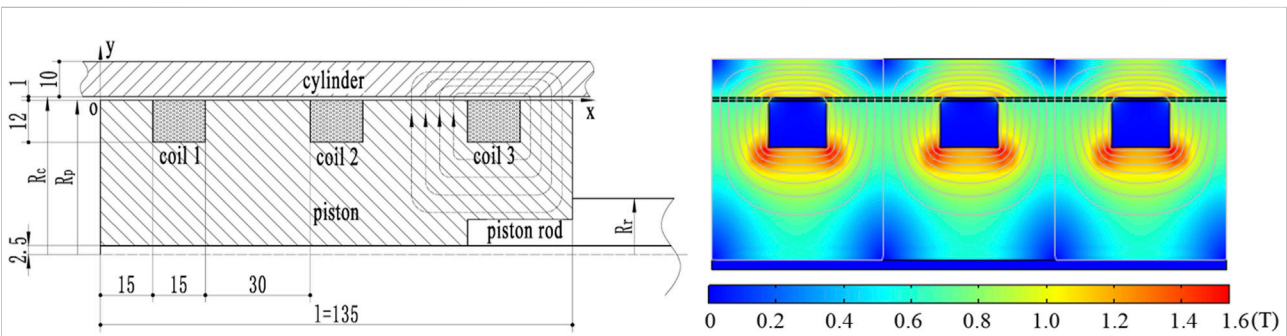 y
cylinder
1
10
o
x
12
coil 1
coil 2
coil 3
Rc
Rp
piston
piston rod
Rr
2.5
15
15
30
l=135
0 0.2 0.4 0.6 0.8 1.0 1.2 1.4 1.6(T)